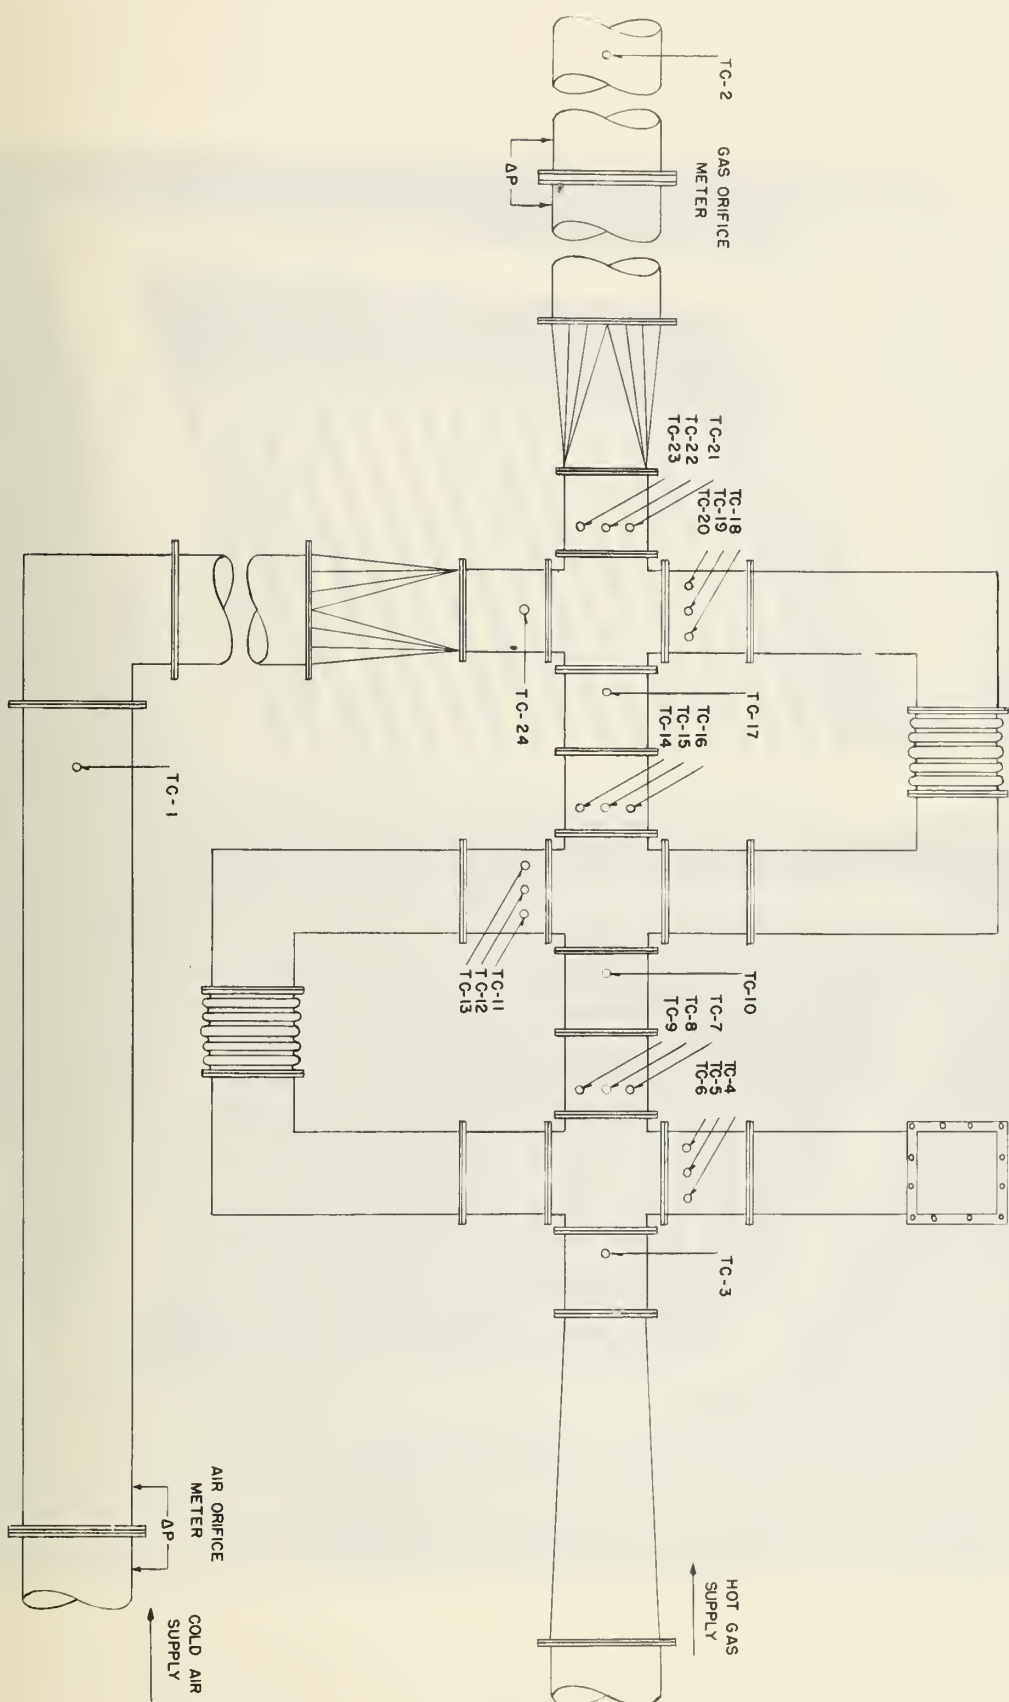 TC-2
GAS ORIFICE
METER
ΔP
TC-21
TC-22
TC-23
TC-18
TC-19
TC-20
TC-17
TC-16
TC-15
TC-14
TC-10
TC-7
TC-8
TC-9
TC-4
TC-5
TC-6
TC-3
HOT GAS
SUPPLY
TC-24
TC-11
TC-12
TC-13
TC-1
AIR ORIFICE
METER
ΔP
COLD AIR
SUPPLY